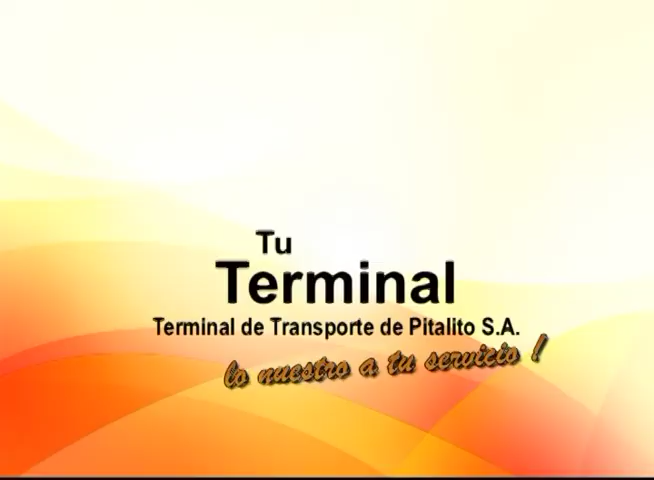 Tu
Terminal
Terminal de Transporte de Pitalito S.A.
lo nuestro a tu servicio !